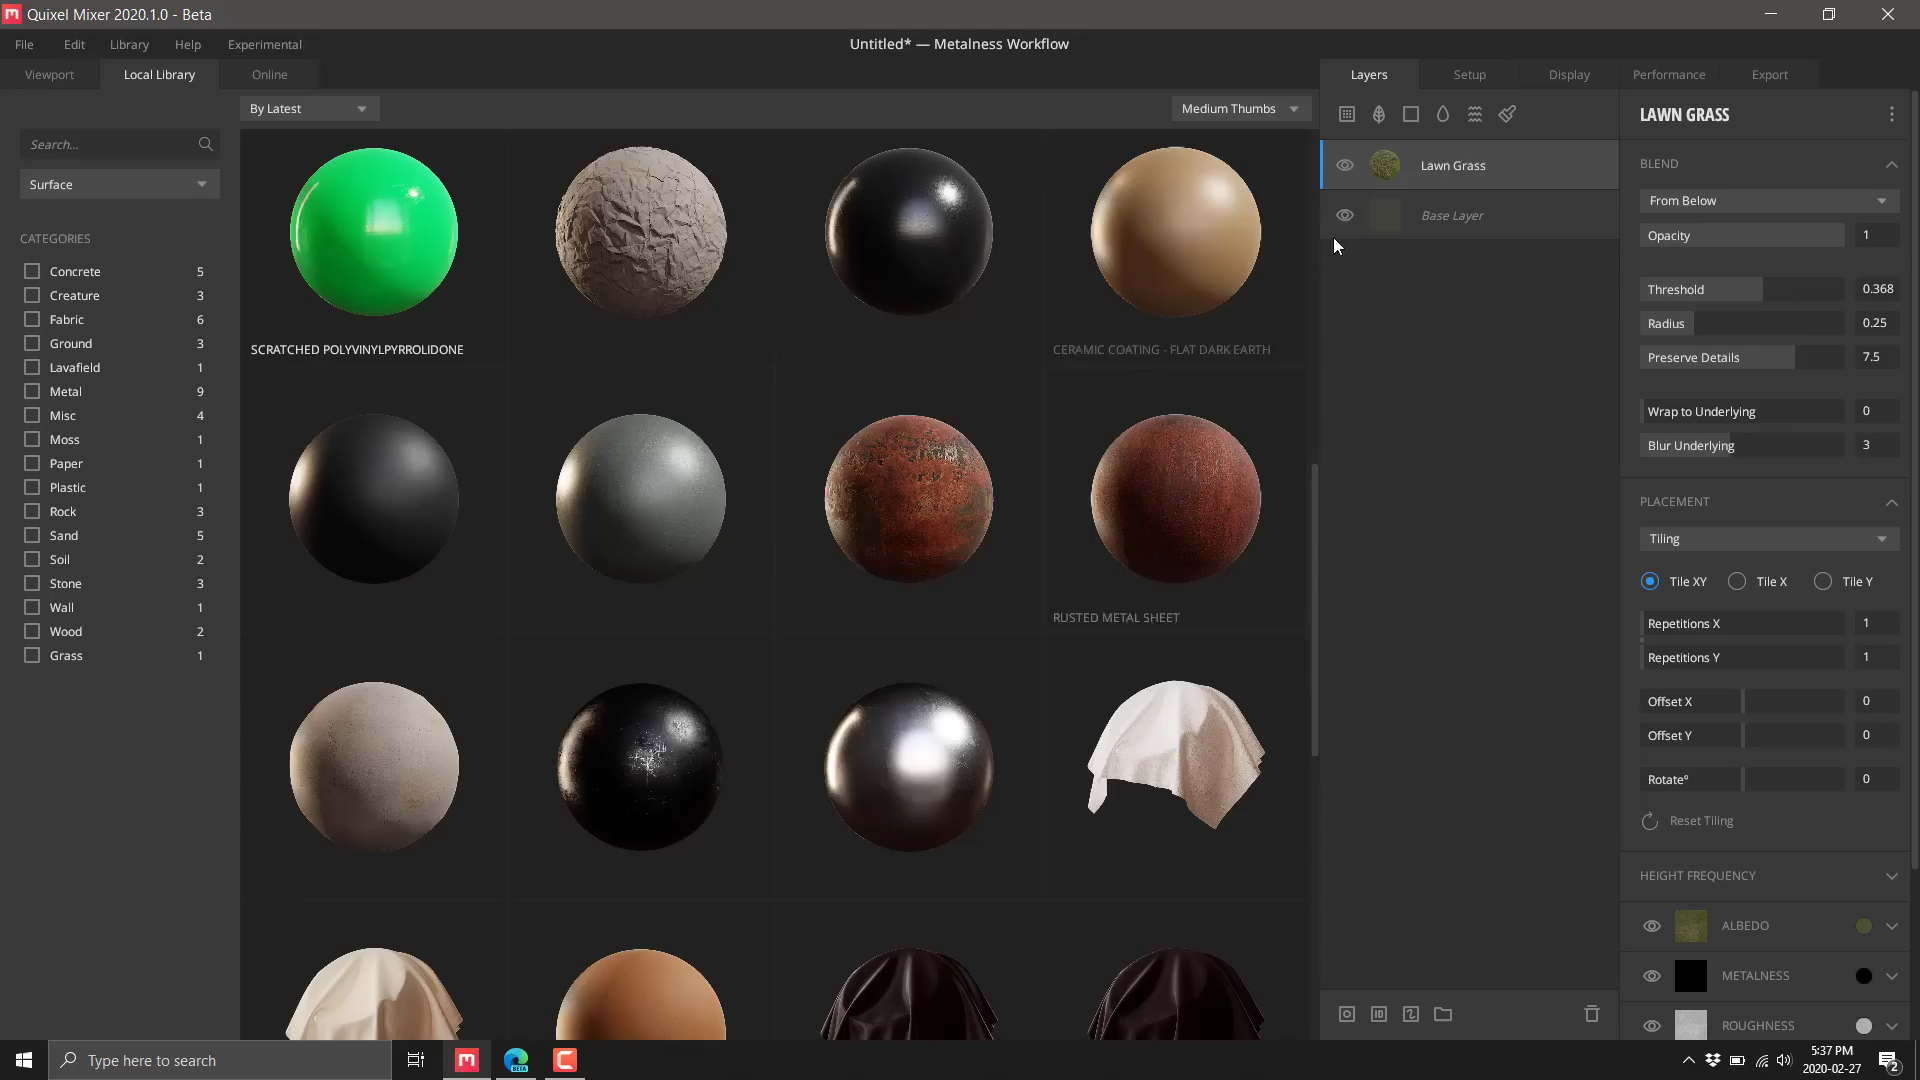 Quixel Mixer 2020.1.0 - Beta
File Edit Library Help Experimental
Untitled* — Metalness Workflow
Viewport Local Library Online
Layers Setup Display Performance Export
By Latest
Medium Thumbs
Search...
Surface
CATEGORIES
Concrete 5
Creature 3
Fabric 6
Ground 3
Lavafield 1
Metal 9
Misc 4
Moss 1
Paper 1
Plastic 1
Rock 3
Sand 5
Soil 2
Stone 3
Wall 1
Wood 2
Grass 1
SCRATCHED POLYVINYLPYRROLIDONE
CERAMIC COATING - FLAT DARK EARTH
RUSTED METAL SHEET
Lawn Grass
Base Layer
LAWN GRASS
BLEND
From Below
Opacity 1
Threshold 0.368
Radius 0.25
Preserve Details 7.5
Wrap to Underlying 0
Blur Underlying 3
PLACEMENT
Tiling
Tile XY Tile X Tile Y
Repetitions X 1
Repetitions Y 1
Offset X 0
Offset Y 0
Rotate° 0
Reset Tiling
HEIGHT FREQUENCY
ALBEDO
METALNESS
ROUGHNESS
Type here to search
BETA
5:37 PM
2020-02-27
2